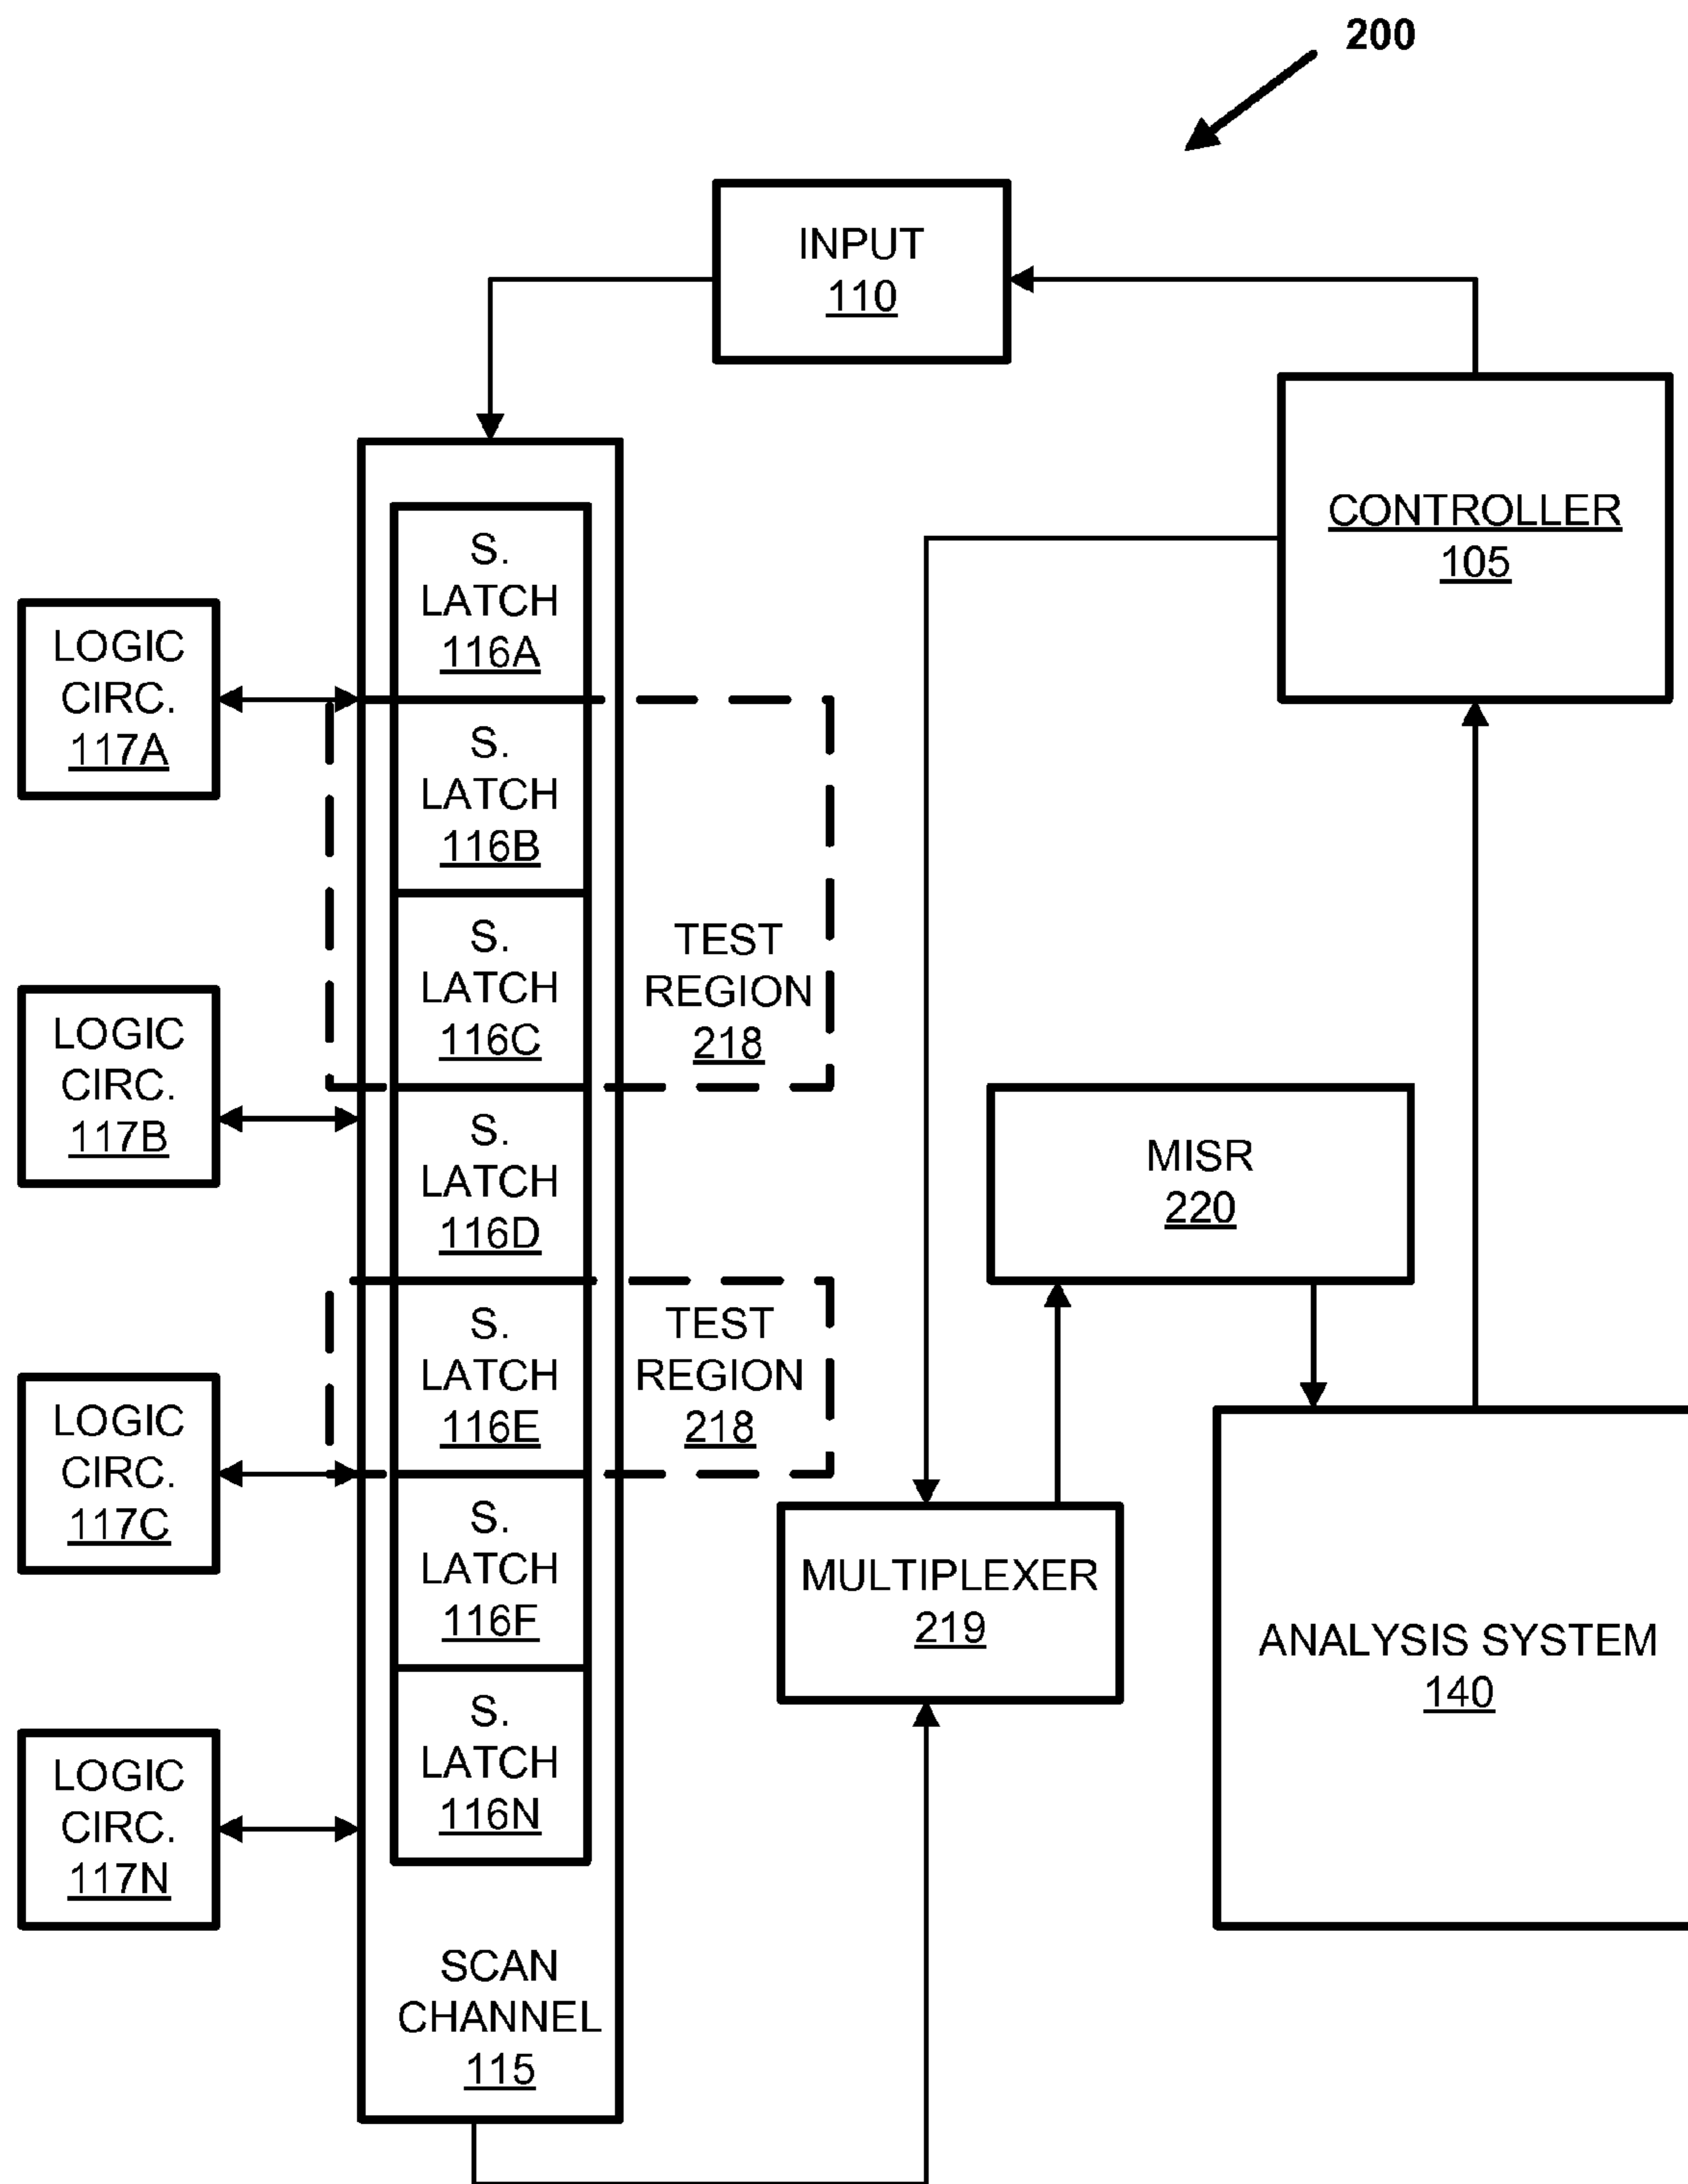 200
INPUT
110
CONTROLLER
105
S.
LATCH
116A
LOGIC
CIRC.
117A
S.
LATCH
116B
S.
LATCH
116C
TEST
REGION
218
LOGIC
CIRC.
117B
S.
LATCH
116D
MISR
220
S.
LATCH
116E
TEST
REGION
218
LOGIC
CIRC.
117C
S.
LATCH
116F
MULTIPLEXER
219
ANALYSIS SYSTEM
140
S.
LATCH
116N
LOGIC
CIRC.
117N
SCAN
CHANNEL
115